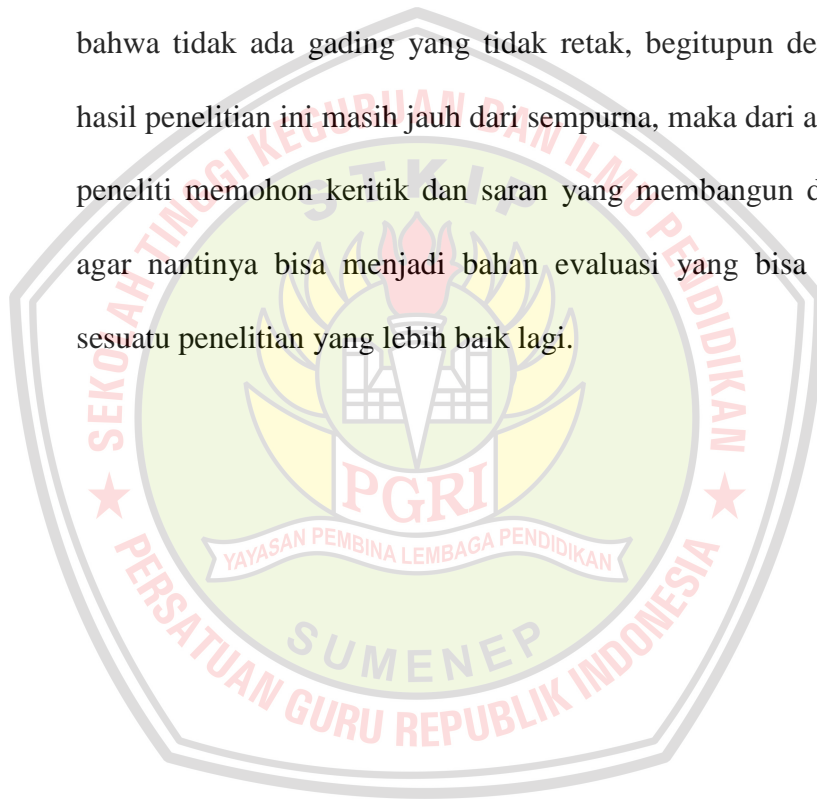 bahwa tidak ada gading yang tidak retak, begitupun de
hasil penelitian ini masih jauh dari sempurna, maka dari a
peneliti memohon keritik dan saran yang membangun d
agar nantinya bisa menjadi bahan evaluasi yang bisa
sesuatu penelitian yang lebih baik lagi.
SEKOLAH TINGGI KEGURUAN DAN ILMU PENDIDIKAN
STKIP
PGRI
YAYASAN PEMBINA LEMBAGA PENDIDIKAN
SUMENEP
PERSATUAN GURU REPUBLIK INDONESIA